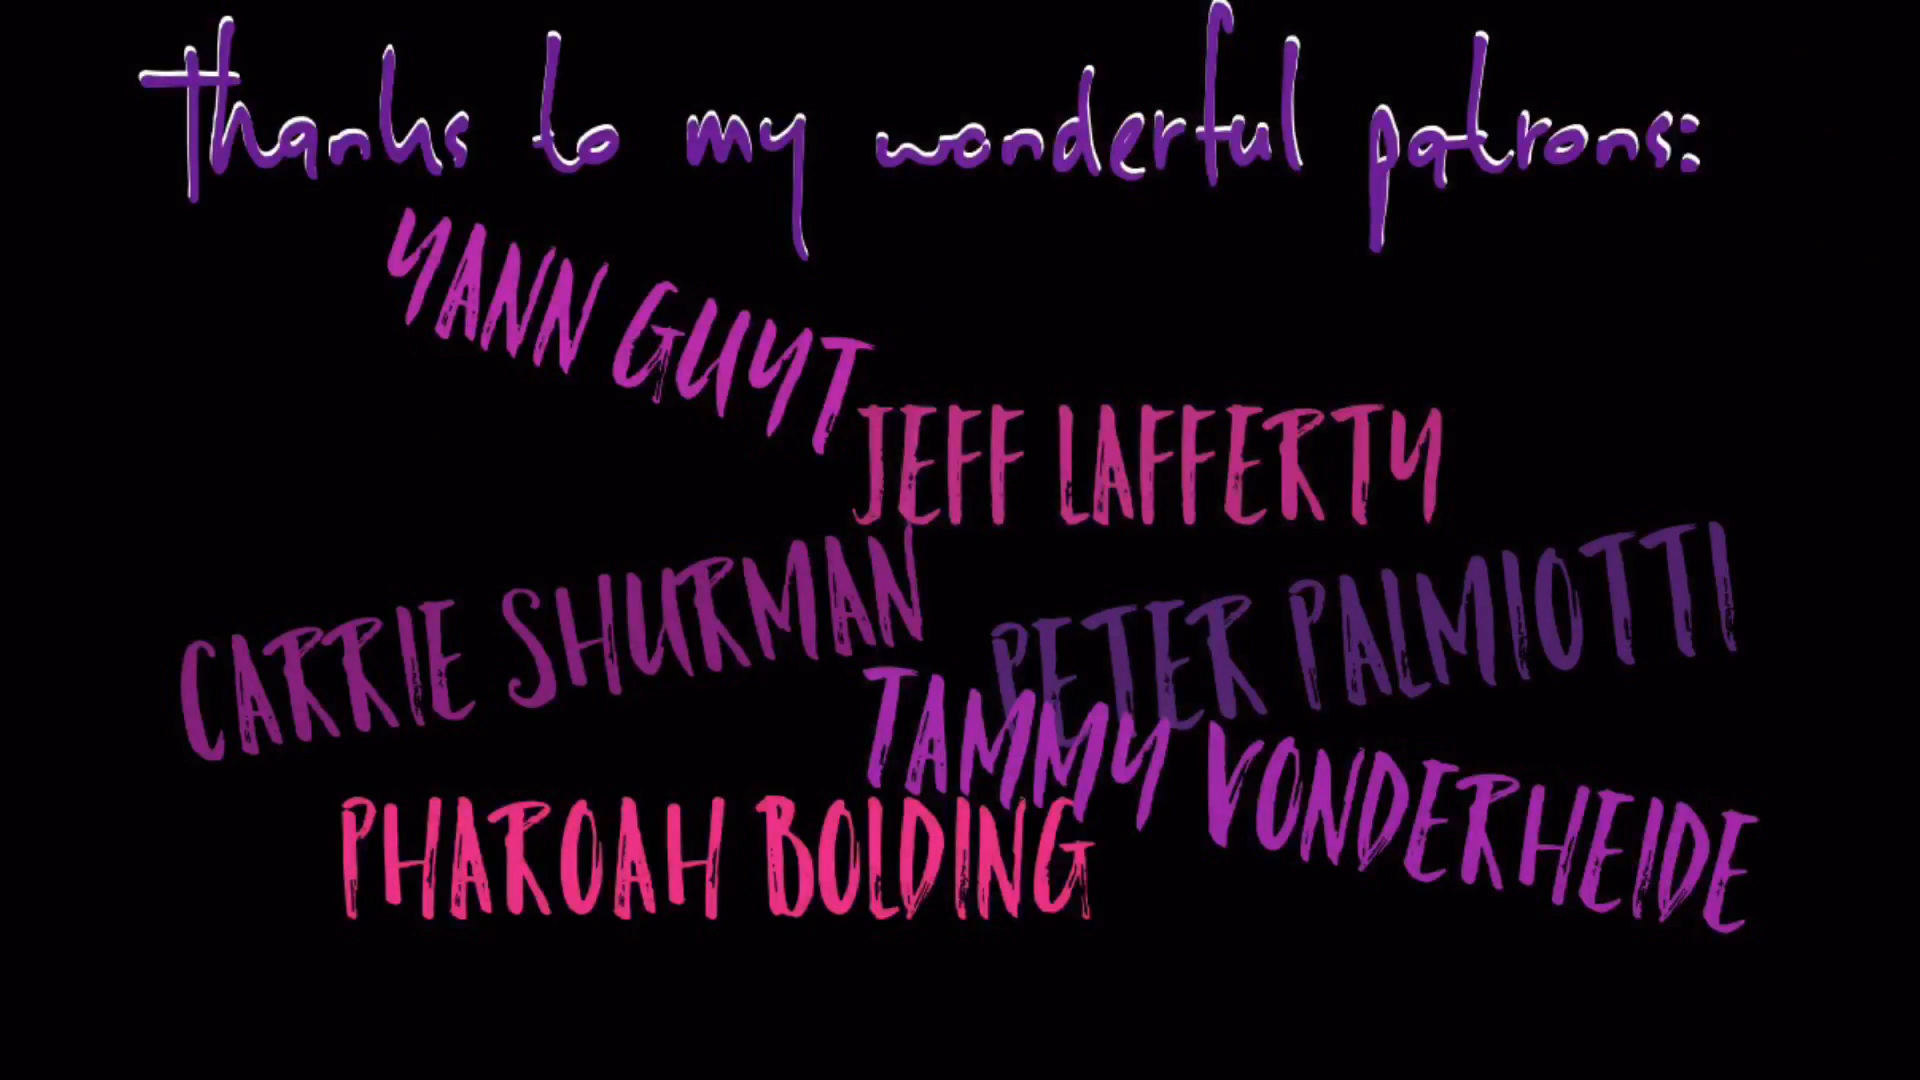 Thanks to my wonderful patrons:
YANN GUYT
JEFF LAFFERTY
CARRIE SHURMAN
PETER PALMIOTTI
TAMMY VONDERHEIDE
PHAROAH BOLDING